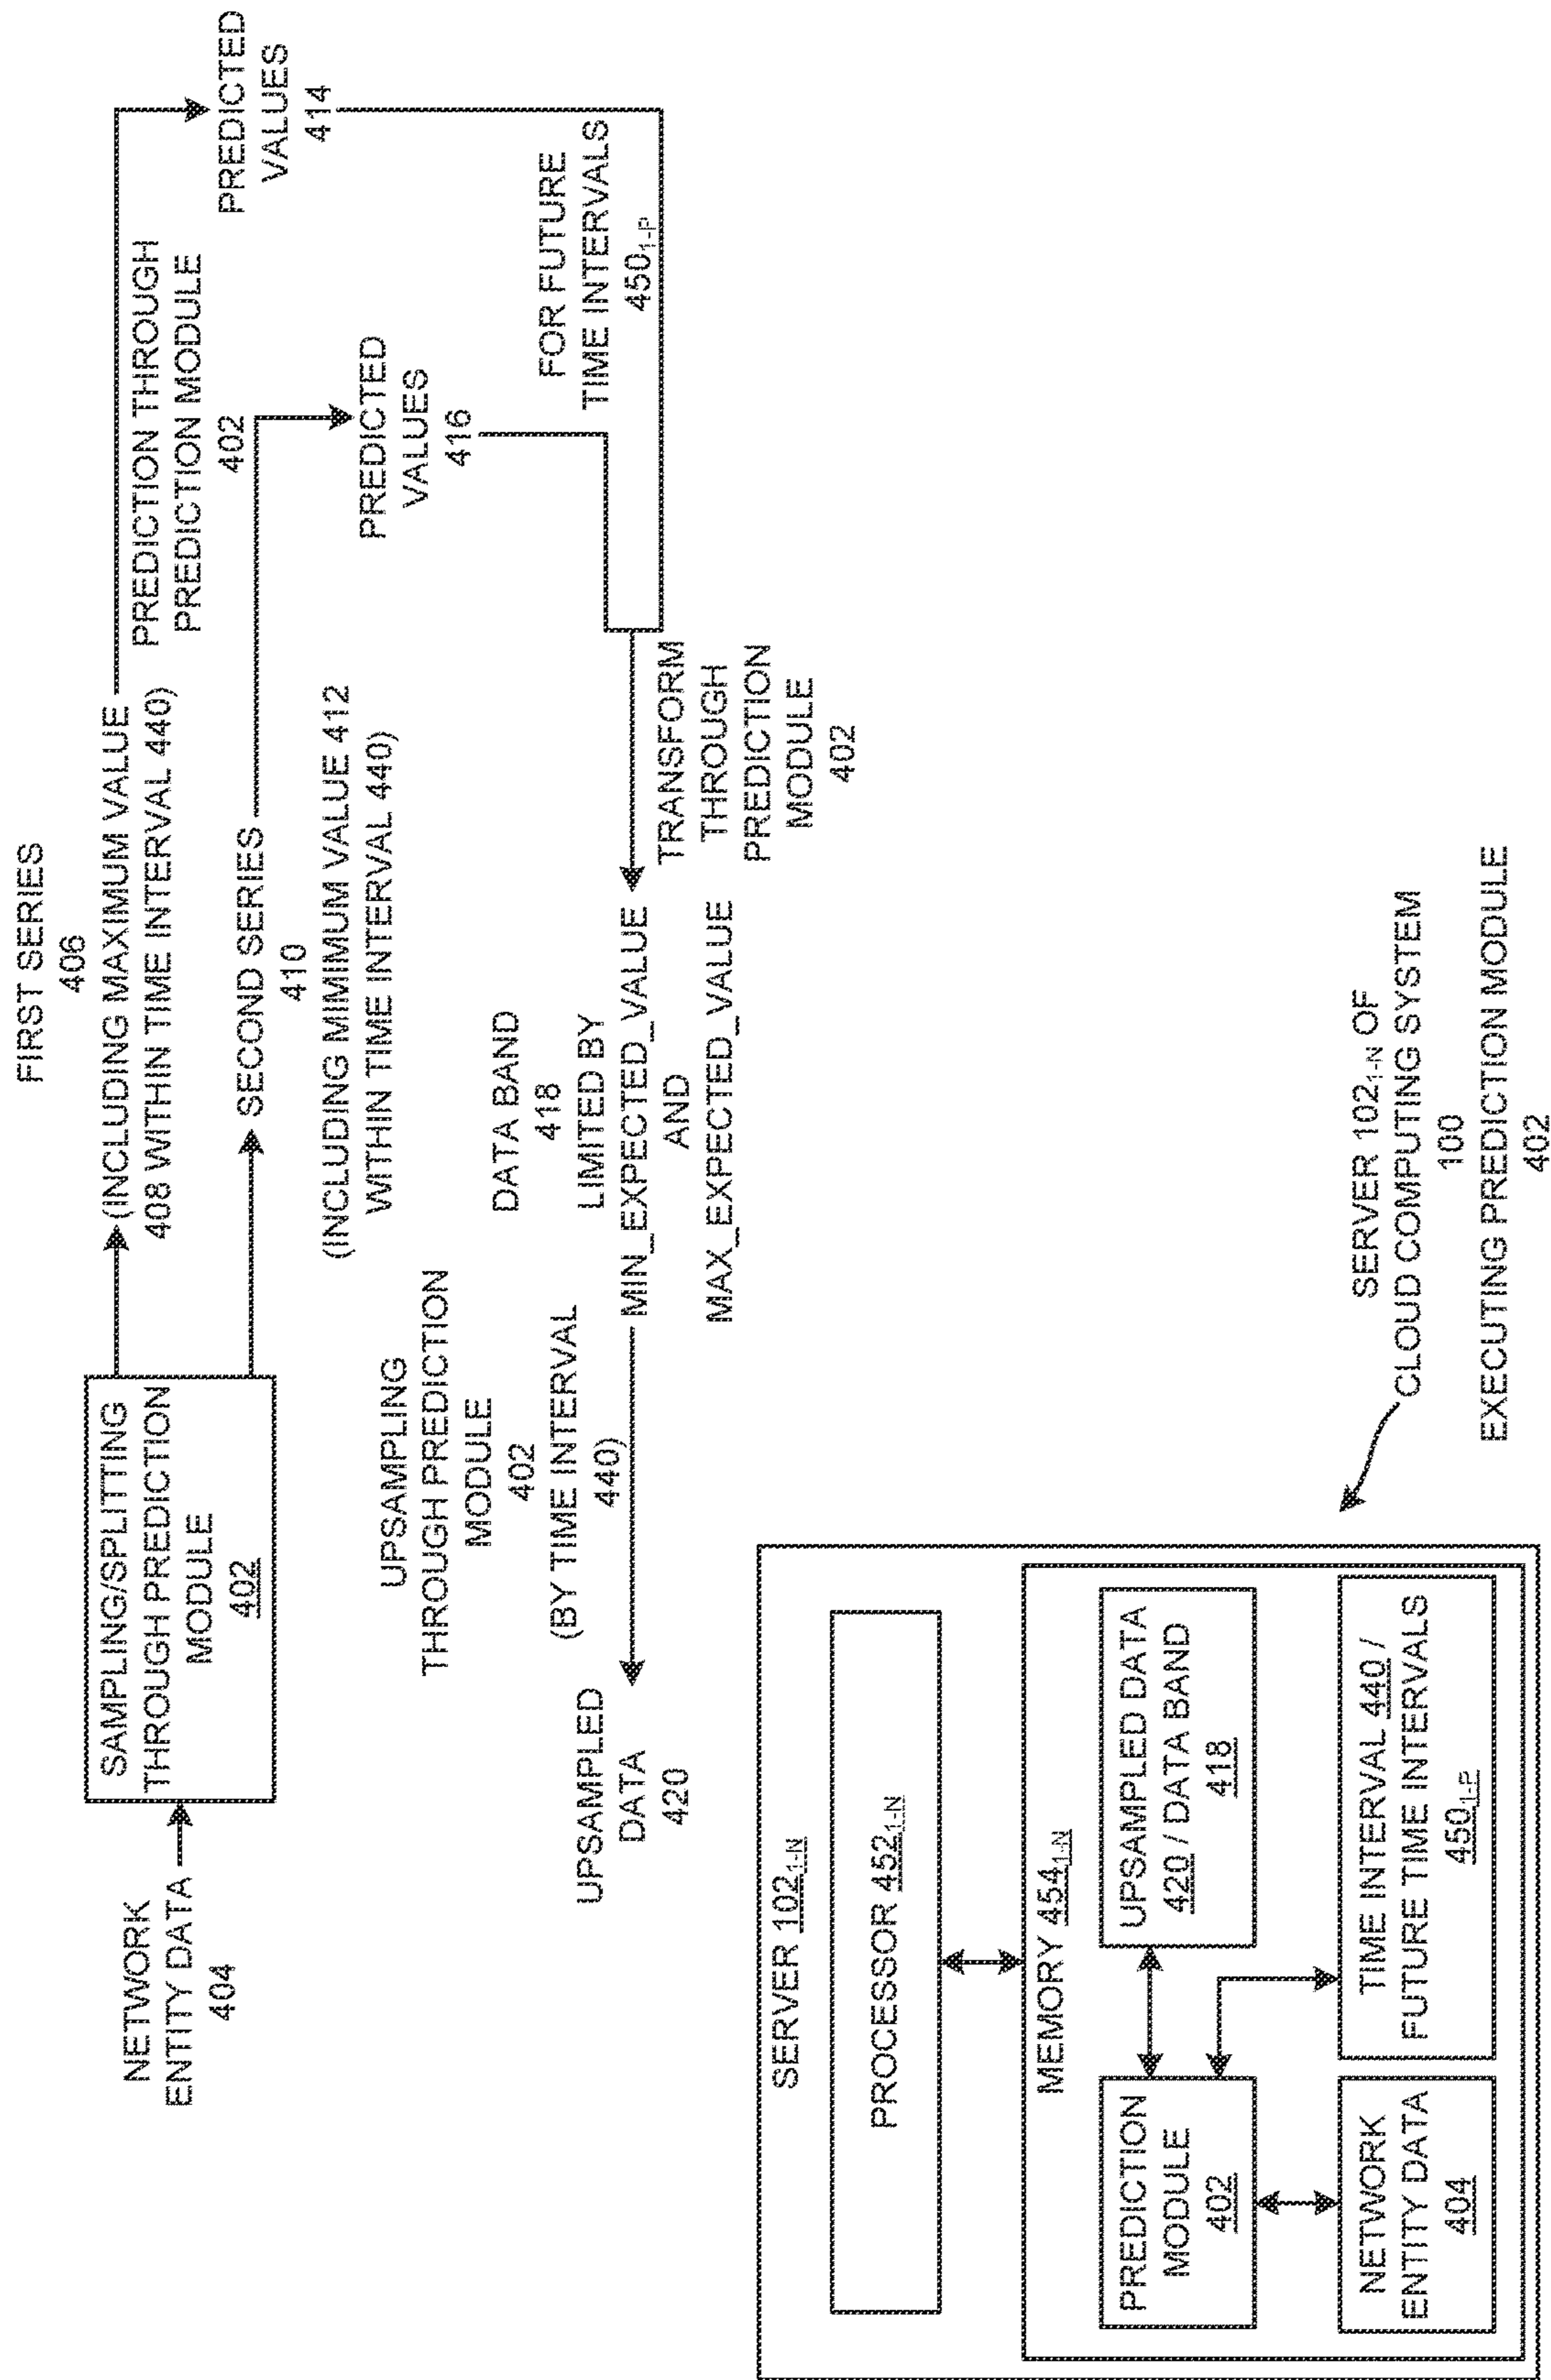 NETWORK
ENTITY DATA
404
SAMPLING/SPLITTING
THROUGH PREDICTION
MODULE
402
FIRST SERIES
406
(INCLUDING MAXIMUM VALUE
408 WITHIN TIME INTERVAL 440)
SECOND SERIES
410
(INCLUDING MIMIMUM VALUE 412
WITHIN TIME INTERVAL 440)
PREDICTION THROUGH
PREDICTION MODULE
402
PREDICTED
VALUES
414
PREDICTED
VALUES
416
FOR FUTURE
TIME INTERVALS
450₁₋P
TRANSFORM
THROUGH
PREDICTION
MODULE
402
DATA BAND
418
LIMITED BY
MIN_EXPECTED_VALUE
AND
MAX_EXPECTED_VALUE
UPSAMPLING
THROUGH PREDICTION
MODULE
402
(BY TIME INTERVAL
440)
UPSAMPLED
DATA
420
SERVER 102₁₋N
PROCESSOR 452₁₋N
MEMORY 454₁₋N
PREDICTION
MODULE
402
UPSAMPLED DATA
420 / DATA BAND
418
NETWORK
ENTITY DATA
404
TIME INTERVAL 440 /
FUTURE TIME INTERVALS
450₁₋P
SERVER 102₁₋N OF
CLOUD COMPUTING SYSTEM
100
EXECUTING PREDICTION MODULE
402